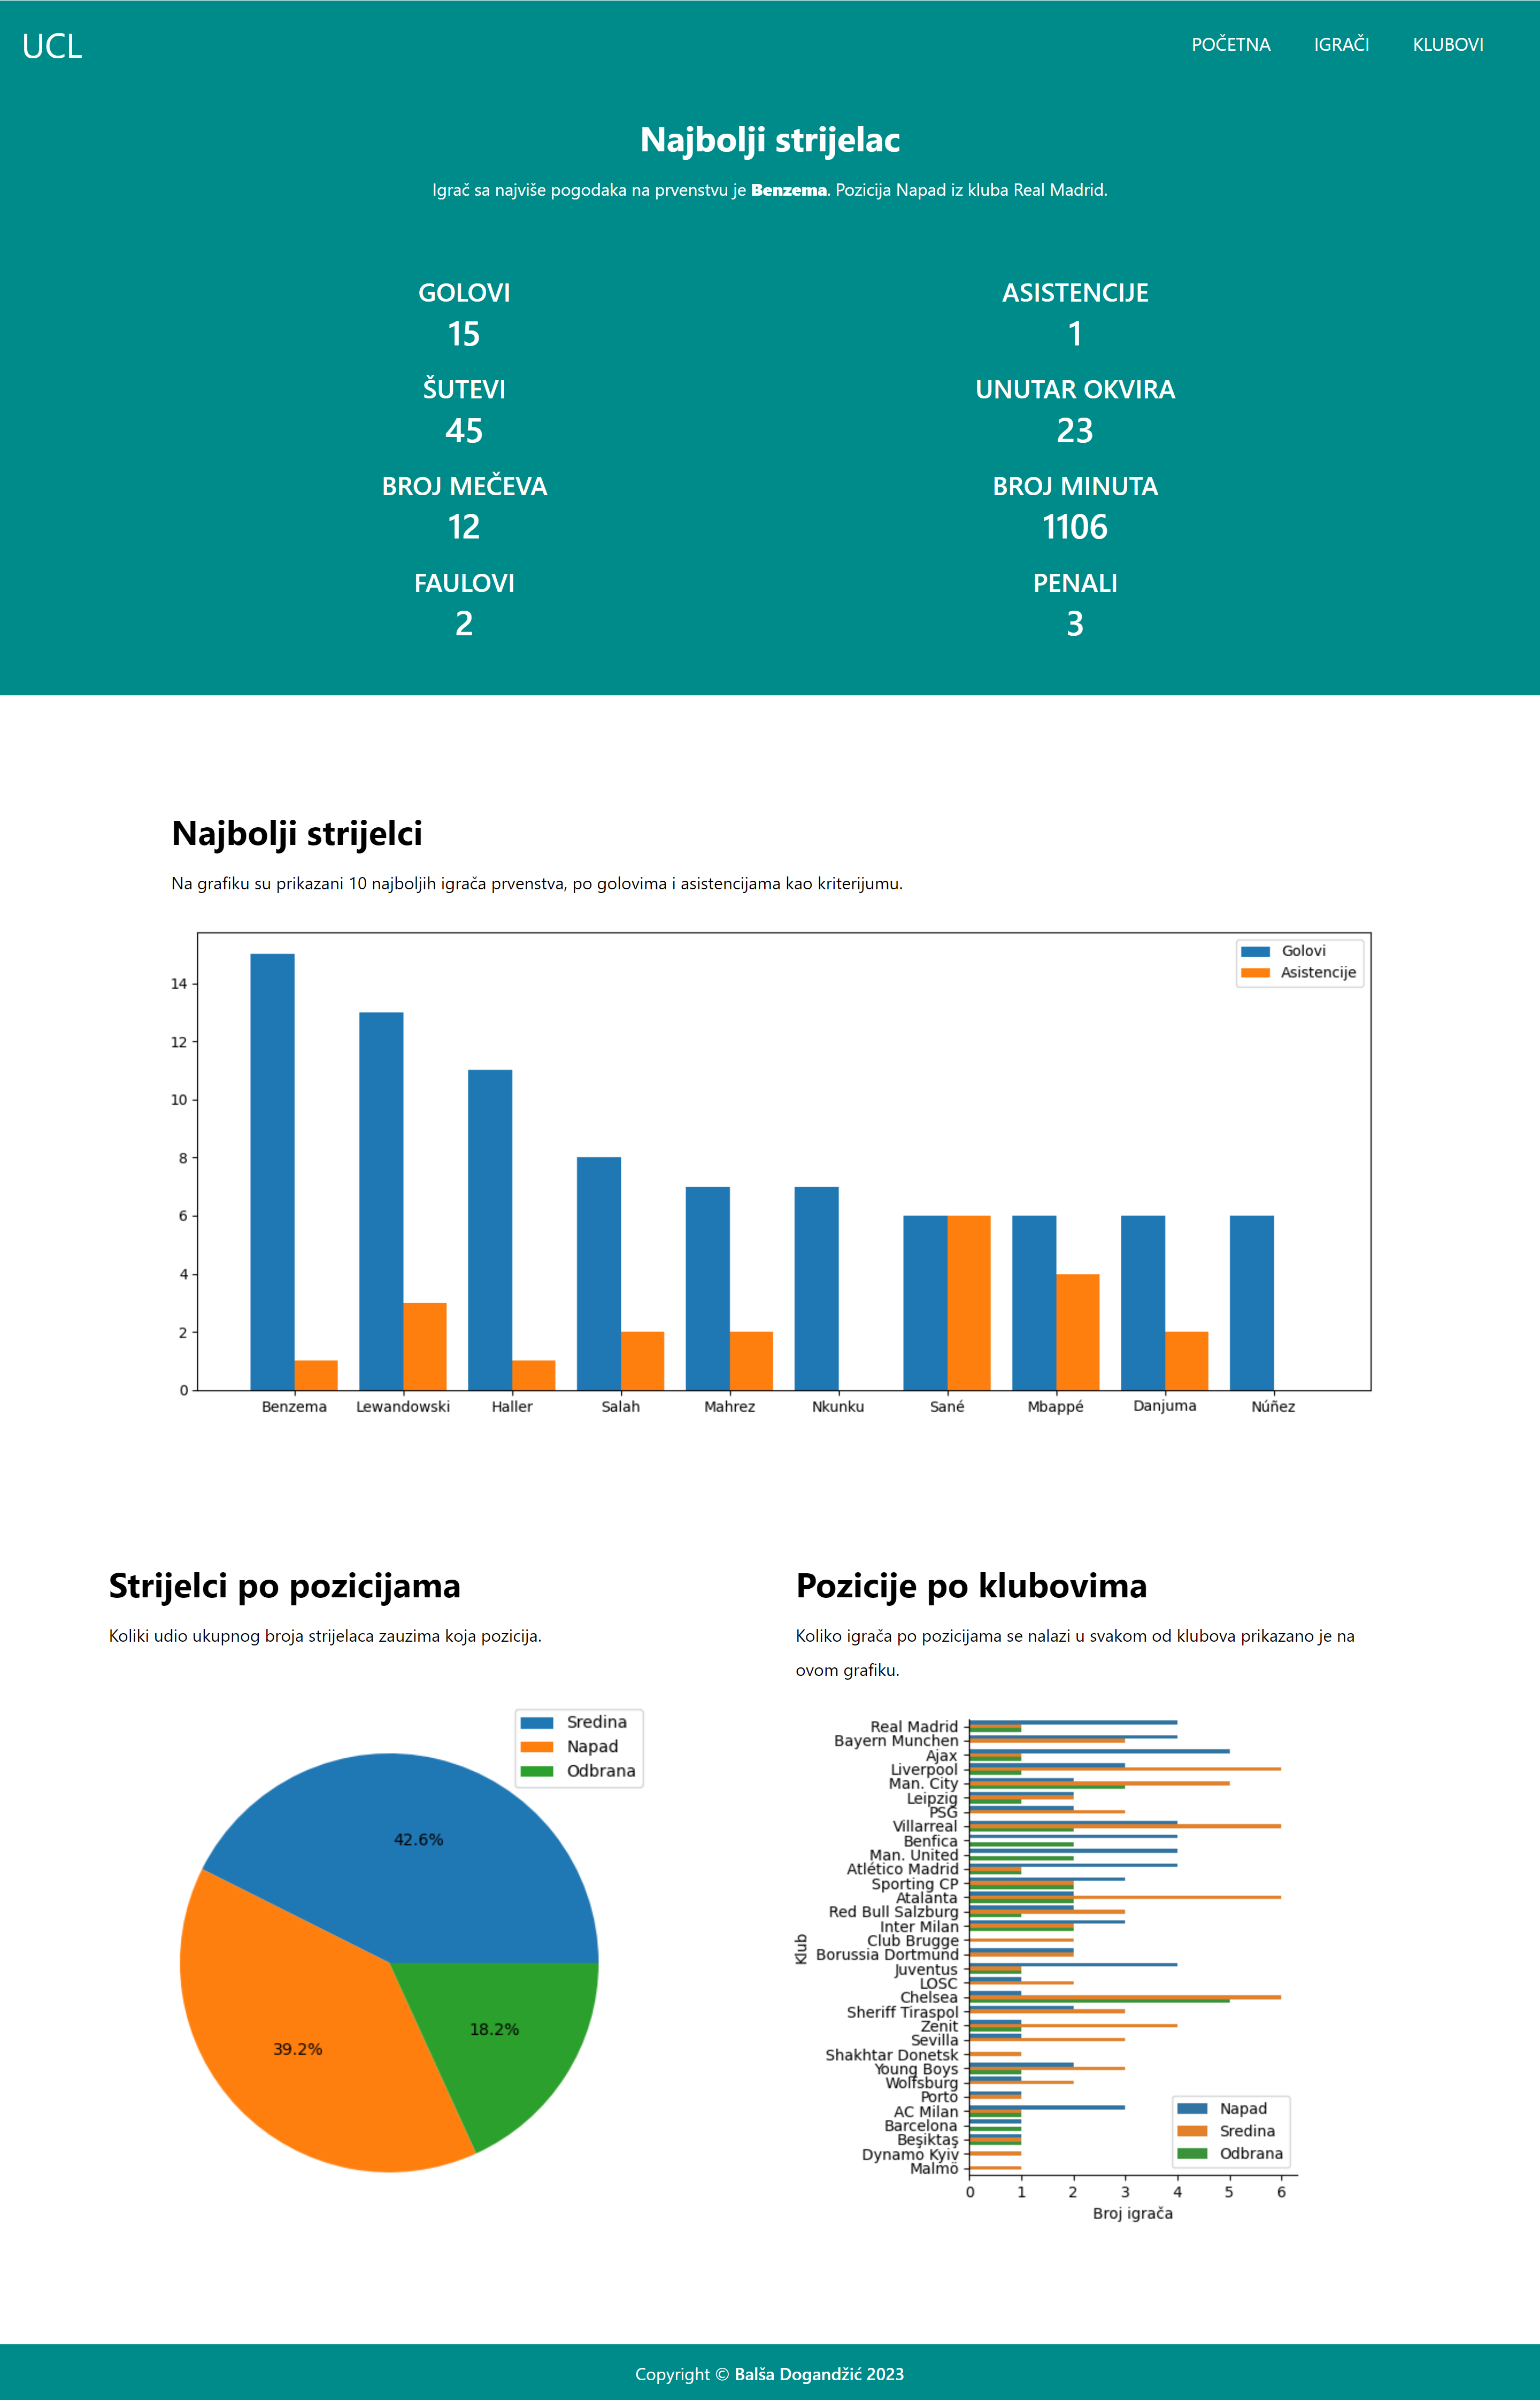 UCL
POČETNA
IGRAČI
KLUBOVI
Najbolji strijelac
Igrač sa najviše pogodaka na prvenstvu je Benzema. Pozicija Napad iz kluba Real Madrid.
GOLOVI
15
ASISTENCIJE
1
ŠUTEVI
45
UNUTAR OKVIRA
23
BROJ MEČEVA
12
BROJ MINUTA
1106
FAULOVI
2
PENALI
3
Najbolji strijelci
Na grafiku su prikazani 10 najboljih igrača prvenstva, po golovima i asistencijama kao kriterijumu.
Golovi
Asistencije
14
12
10
8
6
4
2
0
Benzema
Lewandowski
Haller
Salah
Mahrez
Nkunku
Sané
Mbappé
Danjuma
Núñez
Strijelci po pozicijama
Koliki udio ukupnog broja strijelaca zauzima koja pozicija.
Sredina
Napad
Odbrana
42.6%
39.2%
18.2%
Pozicije po klubovima
Koliko igrača po pozicijama se nalazi u svakom od klubova prikazano je na
ovom grafiku.
Klub
Real Madrid
Bayern Munchen
Ajax
Liverpool
Man. City
Leipzig
PSG
Villarreal
Benfica
Man. United
Atlético Madrid
Sporting CP
Atalanta
Red Bull Salzburg
Inter Milan
Club Brugge
Borussia Dortmund
Juventus
LOSC
Chelsea
Sheriff Tiraspol
Zenit
Sevilla
Shakhtar Donetsk
Young Boys
Wolfsburg
Porto
AC Milan
Barcelona
Beşiktaş
Dynamo Kyiv
Malmö
Napad
Sredina
Odbrana
0 1 2 3 4 5 6
Broj igrača
Copyright © Balša Dogandžić 2023